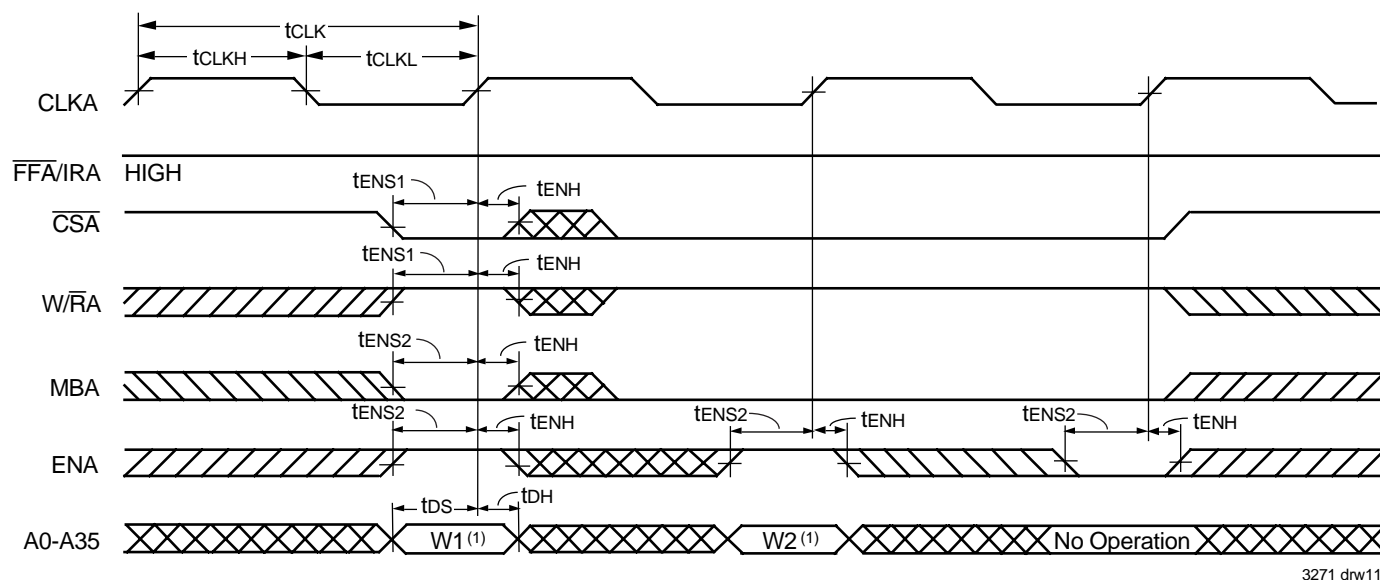 tCLK
tCLKH tCLKL
CLKA
FFA/IRA HIGH
tENS1 tENH
CSA
tENS1 tENH
W/RA
tENS2 tENH
MBA
tENS2 tENH tENS2 tENH tENS2 tENH
ENA
tDS tDH
A0-A35 W1(1) W2(1) No Operation
3271 drw11